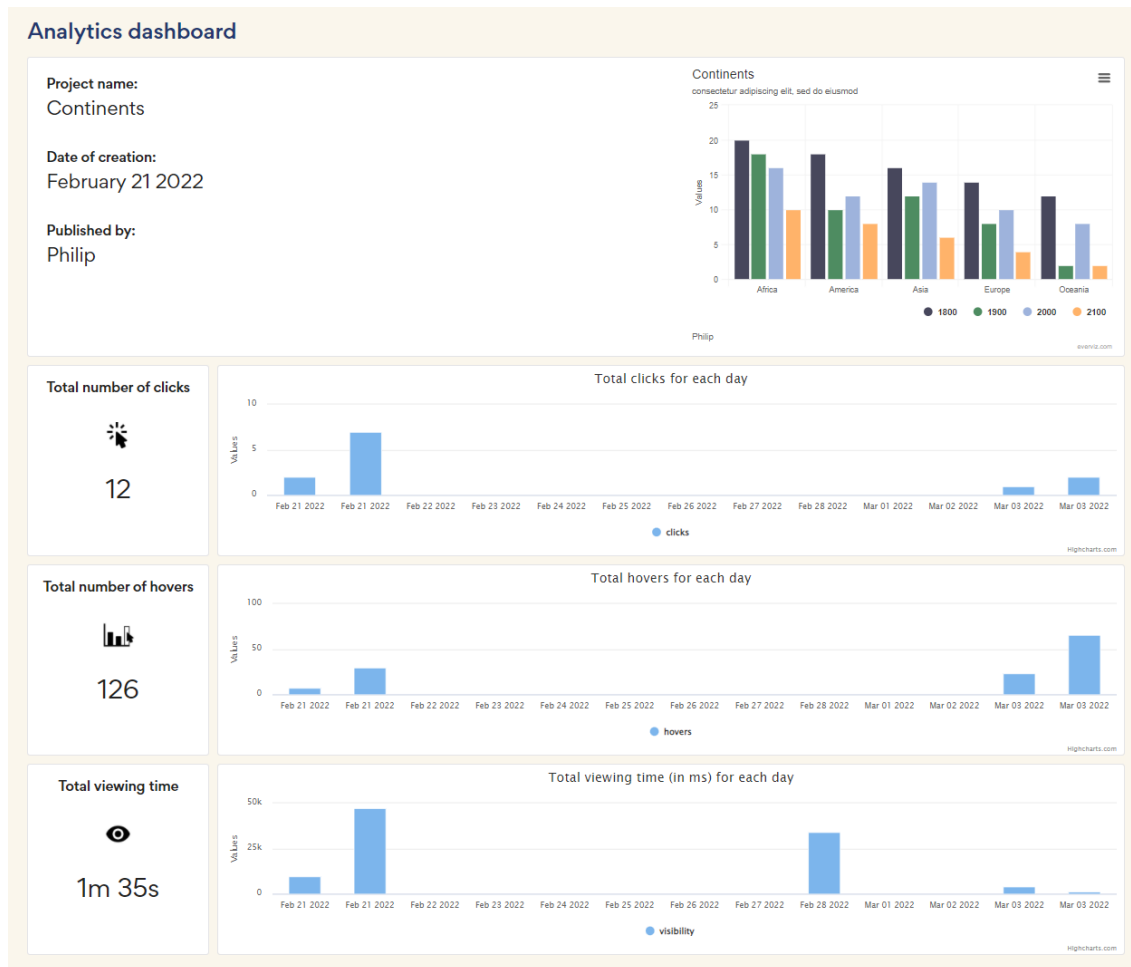 Analytics dashboard
Project name:
Continents
Date of creation:
February 21 2022
Published by:
Philip
Continents
consectetur adipiscing elit, sed do eiusmod
25
20
15
10
5
0
Values
Africa America Asia Europe Oceania
1800 1900 2000 2100
Philip
everviz.com
Total number of clicks
12
Total clicks for each day
10
5
0
Values
Feb 21 2022 Feb 21 2022 Feb 22 2022 Feb 23 2022 Feb 24 2022 Feb 25 2022 Feb 26 2022 Feb 27 2022 Feb 28 2022 Mar 01 2022 Mar 02 2022 Mar 03 2022 Mar 03 2022
clicks
Highcharts.com
Total number of hovers
126
Total hovers for each day
100
50
0
Values
Feb 21 2022 Feb 21 2022 Feb 22 2022 Feb 23 2022 Feb 24 2022 Feb 25 2022 Feb 26 2022 Feb 27 2022 Feb 28 2022 Mar 01 2022 Mar 02 2022 Mar 03 2022 Mar 03 2022
hovers
Highcharts.com
Total viewing time
1m 35s
Total viewing time (in ms) for each day
50k
25k
0
Values
Feb 21 2022 Feb 21 2022 Feb 22 2022 Feb 23 2022 Feb 24 2022 Feb 25 2022 Feb 26 2022 Feb 27 2022 Feb 28 2022 Mar 01 2022 Mar 02 2022 Mar 03 2022 Mar 03 2022
visibility
Highcharts.com